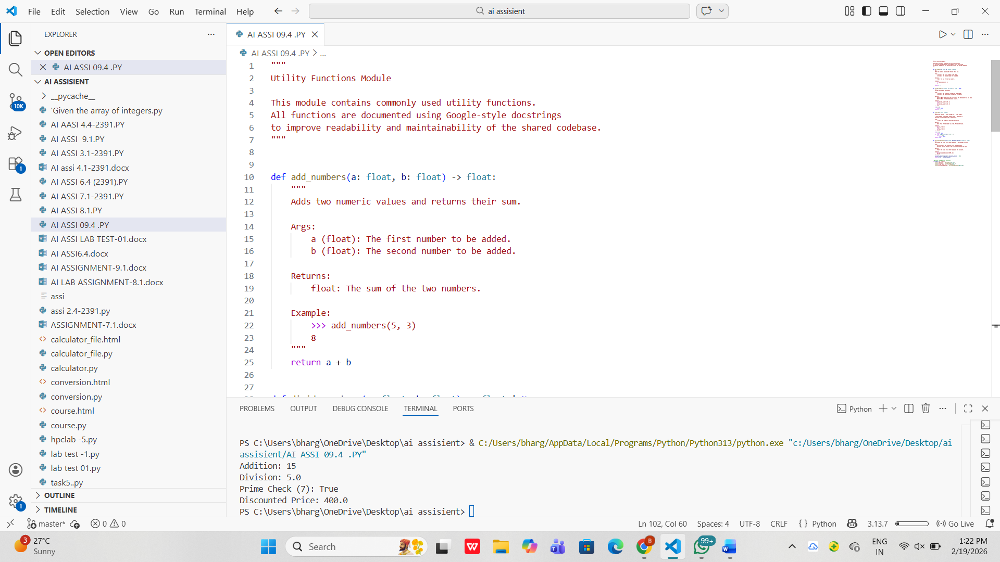 File Edit Selection View Go Run Terminal Help
ai assisient
EXPLORER
OPEN EDITORS
AI ASSI 09.4 .PY
AI ASSISIENT
__pycache__
'Given the array of integers.py
AI AASI 4.4-2391.PY
AI ASSI  9.1.PY
AI ASSI 3.1-2391.PY
AI assi 4.1-2391.docx
AI ASSI 6.4 (2391).PY
AI ASSI 7.1-2391.PY
AI ASSI 8.1.PY
AI ASSI 09.4 .PY
AI ASSI LAB TEST-01.docx
AI ASSI6.4.docx
AI ASSIGNMENT-9.1.docx
AI LAB ASSIGNMENT-8.1.docx
assi
assi 2.4-2391.py
ASSIGNMENT-7.1.docx
calculator_file.html
calculator_file.py
calculator.py
conversion.html
conversion.py
course.html
course.py
hpclab -5.py
lab test -1.py
lab test 01.py
task5..py
OUTLINE
TIMELINE
10K
1
1
AI ASSI 09.4 .PY
AI ASSI 09.4 .PY > ...
1 """
2 Utility Functions Module
3
4 This module contains commonly used utility functions.
5 All functions are documented using Google-style docstrings
6 to improve readability and maintainability of the shared codebase.
7 """
8
9
10 def add_numbers(a: float, b: float) -> float:
11 """
12 Adds two numeric values and returns their sum.
13
14 Args:
15 a (float): The first number to be added.
16 b (float): The second number to be added.
17
18 Returns:
19 float: The sum of the two numbers.
20
21 Example:
22 >>> add_numbers(5, 3)
23 8
24 """
25 return a + b
26
27
PROBLEMS OUTPUT DEBUG CONSOLE TERMINAL PORTS
Python
PS C:\Users\bharg\OneDrive\Desktop\ai assisient> & C:/Users/bharg/AppData/Local/Programs/Python/Python313/python.exe "c:/Users/bharg/OneDrive/Desktop/ai
assisient/AI ASSI 09.4 .PY"
Addition: 15
Division: 5.0
Prime Check (7): True
Discounted Price: 400.0
PS C:\Users\bharg\OneDrive\Desktop\ai assisient>
master* 0 0 Ln 102, Col 60 Spaces: 4 UTF-8 CRLF { } Python 3.13.7 Go Live
3
27°C
Sunny
Search
B
99+
ENG
IN
1:22 PM
2/19/2026